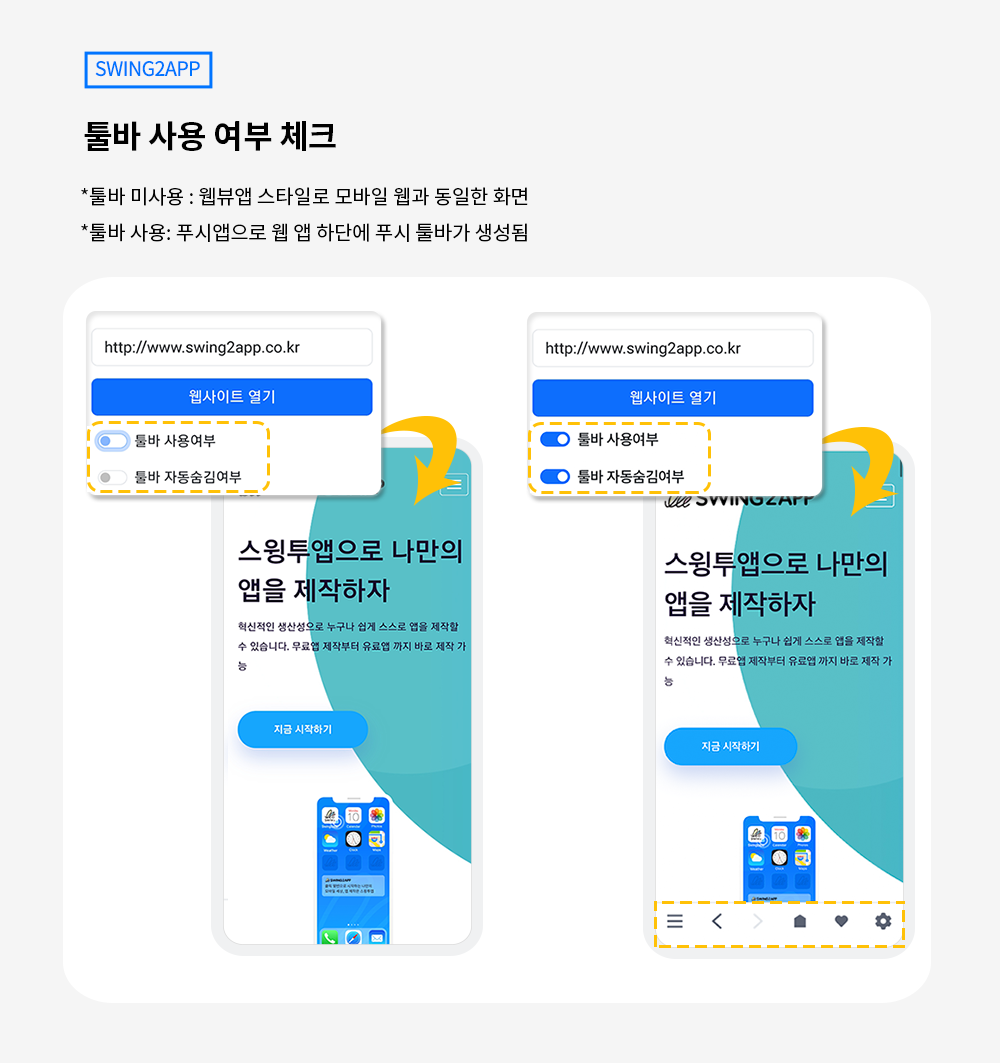 SWING2APP
툴바 사용 여부 체크
*툴바 미사용 : 웹뷰앱 스타일로 모바일 웹과 동일한 화면
*툴바 사용: 푸시앱으로 웹 앱 하단에 푸시 툴바가 생성됨
http://www.swing2app.co.kr
웹사이트 열기
툴바 사용여부
툴바 자동숨김여부
스윙투앱으로 나만의
앱을 제작하자
혁신적인 생산성으로 누구나 쉽게 스스로 앱을 제작할
수 있습니다. 무료앱 제작부터 유료앱 까지 바로 제작 가
능
지금 시작하기
10
SWING2APP
http://www.swing2app.co.kr
웹사이트 열기
툴바 사용여부
툴바 자동숨김여부
SWING2APP
스윙투앱으로 나만의
앱을 제작하자
혁신적인 생산성으로 누구나 쉽게 스스로 앱을 제작할
수 있습니다. 무료앱 제작부터 유료앱 까지 바로 제작 가
능
지금 시작하기
10
SWING2APP